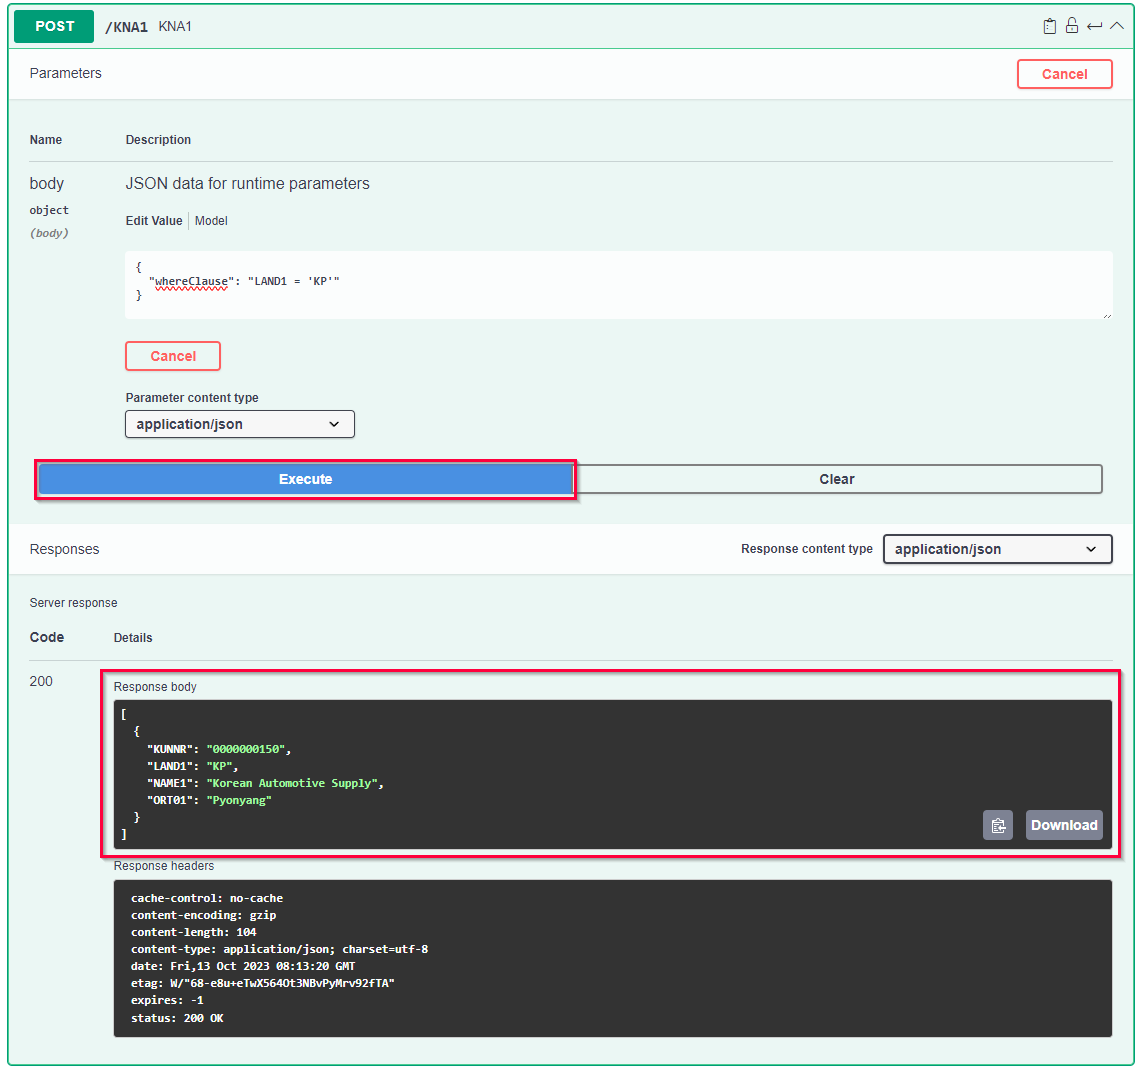 POST /KNA1 KNA1
Parameters Cancel
Name Description
body JSON data for runtime parameters
object
(body)
Edit Value Model
{
"whereClause": "LAND1 = 'KP'"
}
Cancel
Parameter content type
application/json
Execute Clear
Responses Response content type application/json
Server response
Code Details
200
Response body
[
{
"KUNNR": "0000000150",
"LAND1": "KP",
"NAME1": "Korean Automotive Supply",
"ORT01": "Pyonyang"
}
]
Download
Response headers
cache-control: no-cache
content-encoding: gzip
content-length: 104
content-type: application/json; charset=utf-8
date: Fri,13 Oct 2023 08:13:20 GMT
etag: W/"68-e8u+eTwX564Ot3NBvPyMrv92fTA"
expires: -1
status: 200 OK